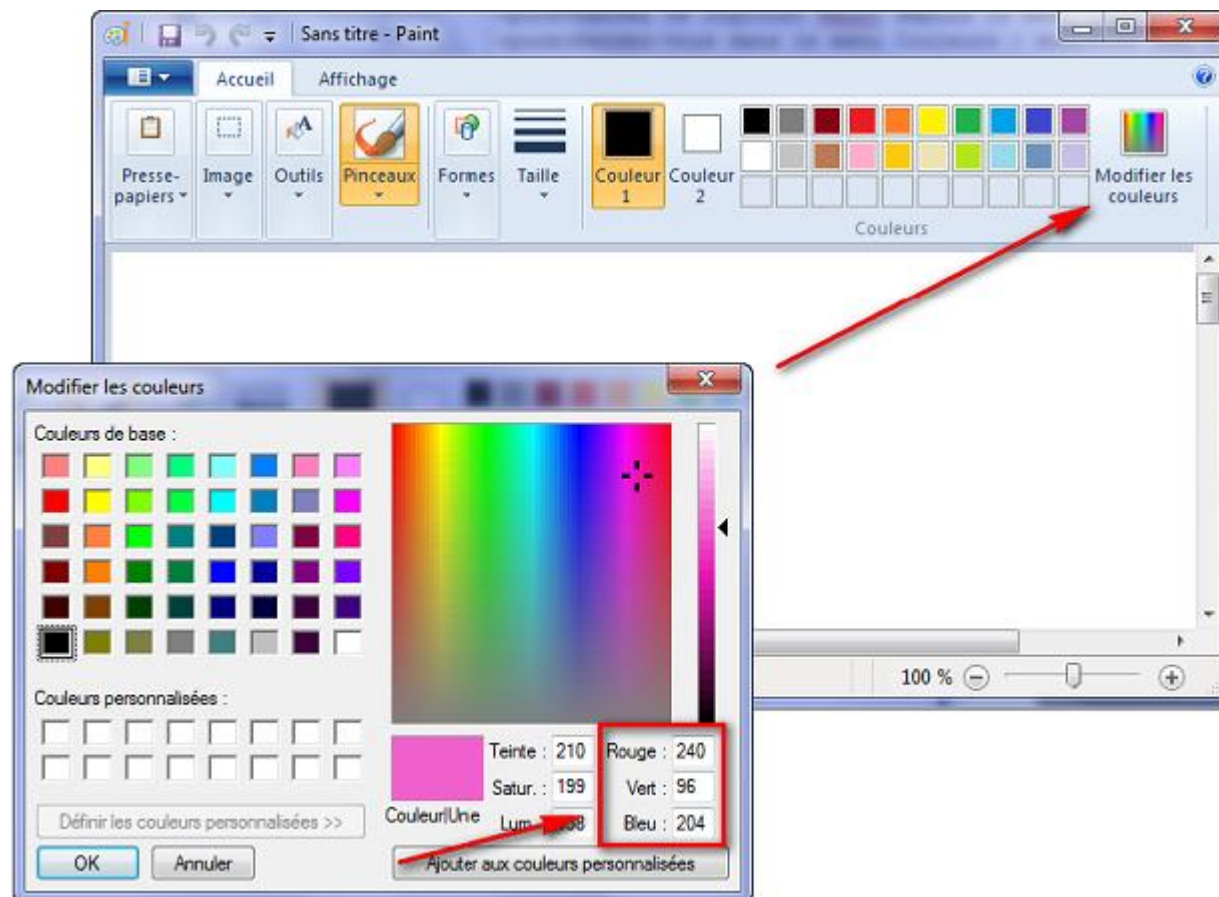 Sans titre - Paint
Accueil Affichage
Presse-
papiers
Image
Outils
Pinceaux
Formes
Taille
Couleur
1
Couleur
2
Modifier les
couleurs
Couleurs
Modifier les couleurs
Couleurs de base :
Couleurs personnalisées :
Teinte : 210 Rouge : 240
Satur. : 199 Vert : 96
Couleur|Une
Lum Bleu : 204
Définir les couleurs personnalisées >>
OK Annuler Ajouter aux couleurs personnalisées
100 %